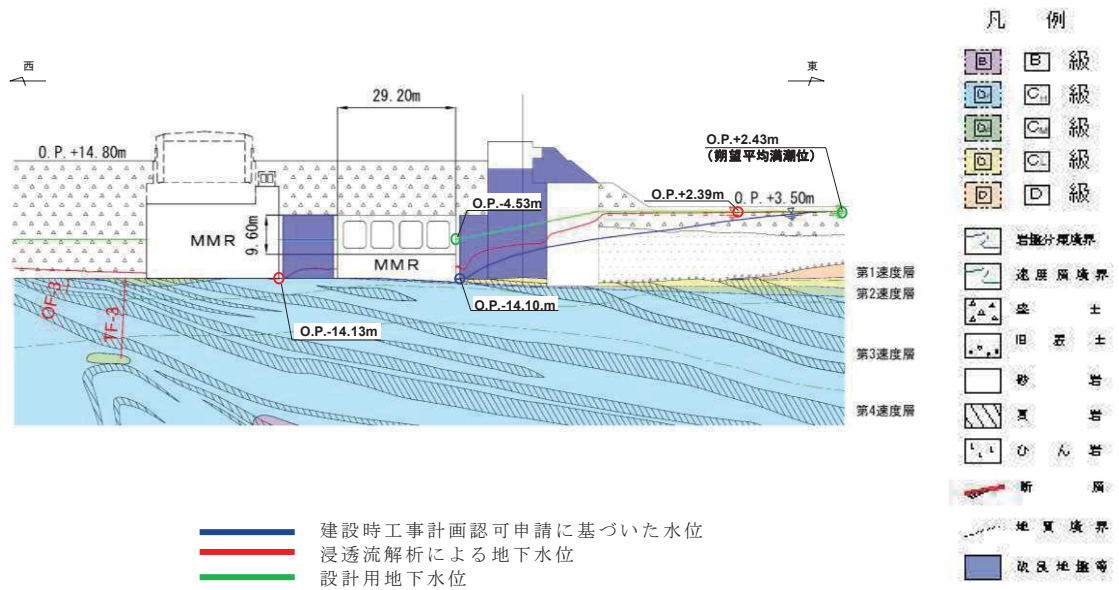 西
東
29.20m
O.P.+14.80m
O.P.+2.43m
(朔望平均満潮位)
O.P.+2.39m
O.P.+3.50m
O.P.-4.53m
9.60m
MMR
MMR
O.P.-14.10.m
O.P.-14.13m
OF-3
TF-3
第1速度層
第2速度層
第3速度層
第4速度層
凡 例
B B 級
CH 級
CM 級
CL 級
D D 級
岩盤分類境界
速度層境界
盛 土
旧表土
砂 岩
頁 岩
ひん岩
断 層
地質境界
改良地盤等
建設時工事計画認可申請に基づいた水位
浸透流解析による地下水位
設計用地下水位